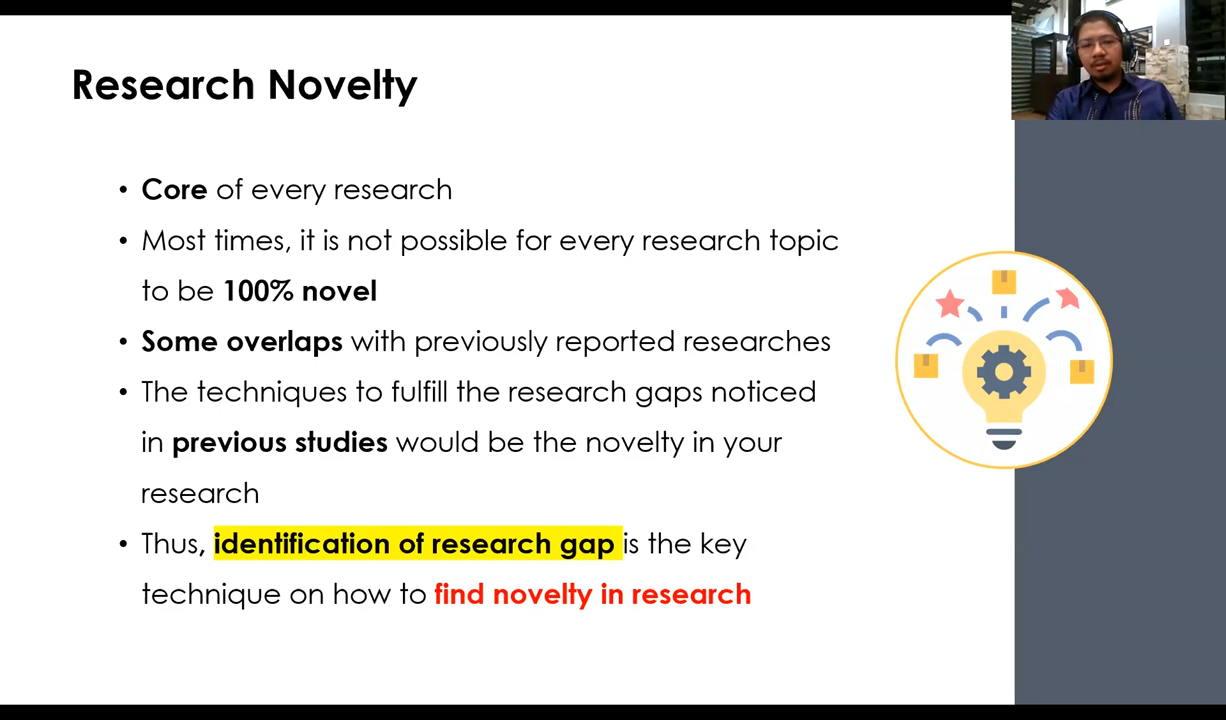 Research Novelty
• Core of every research
• Most times, it is not possible for every research topic
to be 100% novel
• Some overlaps with previously reported researches
• The techniques to fulfill the research gaps noticed
in previous studies would be the novelty in your
research
• Thus, identification of research gap is the key
technique on how to find novelty in research